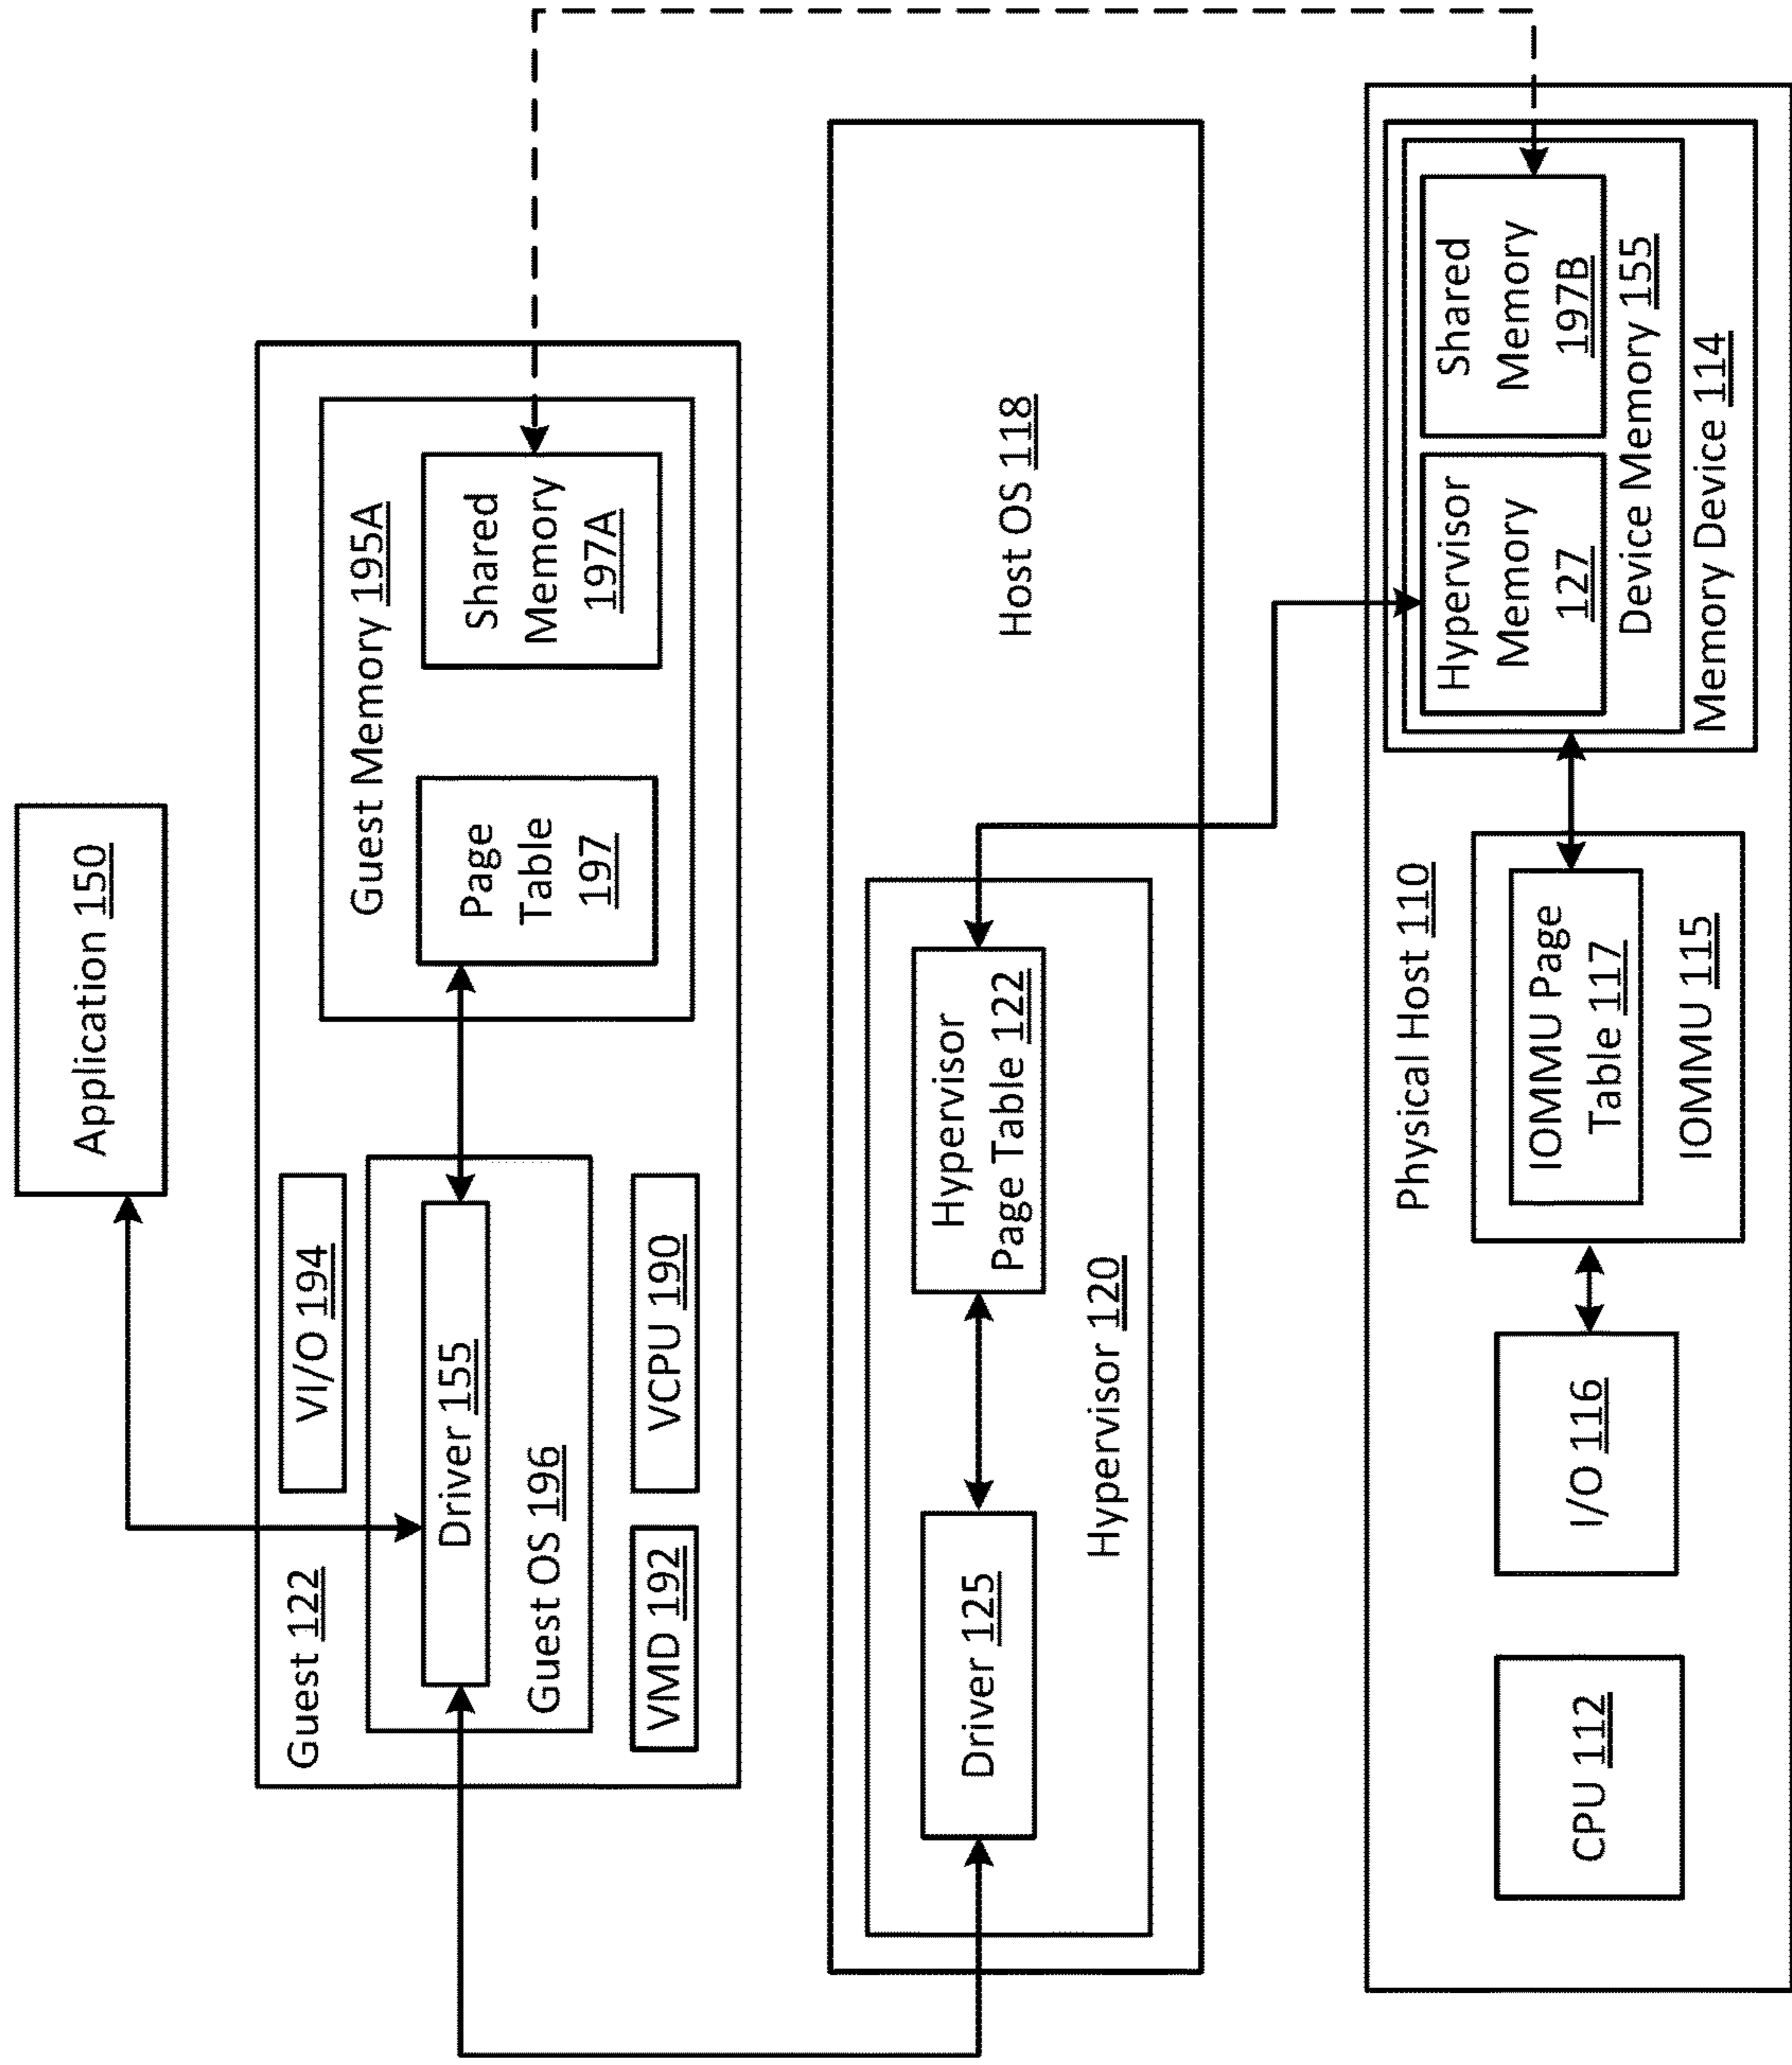 Application 150
Guest 122
VI/O 194
Driver 155
Guest OS 196
VMD 192
VCPU 190
Guest Memory 195A
Page
Table
197
Shared
Memory
197A
Host OS 118
Driver 125
Hypervisor
Page Table 122
Hypervisor 120
Physical Host 110
CPU 112
I/O 116
IOMMU Page
Table 117
IOMMU 115
Hypervisor
Memory
127
Shared
Memory
197B
Device Memory 155
Memory Device 114